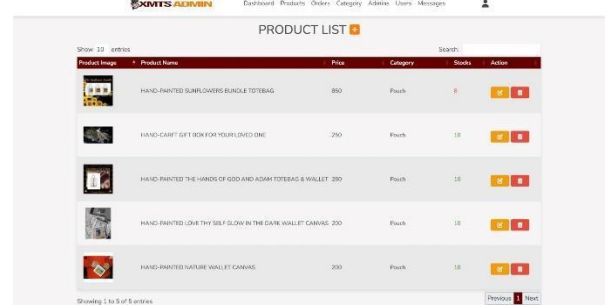 XMTS ADMIN Dashboard Products Orders Category Admins Users Messages
PRODUCT LIST
Show 10 entries Search:
Product Image Product Name Price Category Stocks Action
HAND-PAINTED SUNFLOWERS BUNDLE TOTEBAG 850 Pouch 8
HAND-CARFT GIFT BOX FOR YOUR LOVED ONE 250 Pouch 18
HAND-PAINTED THE HANDS OF GOD AND ADAM TOTEBAG & WALLET 280 Pouch 18
HAND-PAINTED LOVE THY SELF GLOW IN THE DARK WALLET CANVAS 200 Pouch 18
HAND-PAINTED NATURE WALLET CANVAS 200 Pouch 18
Showing 1 to 5 of 5 entries Previous 1 Next